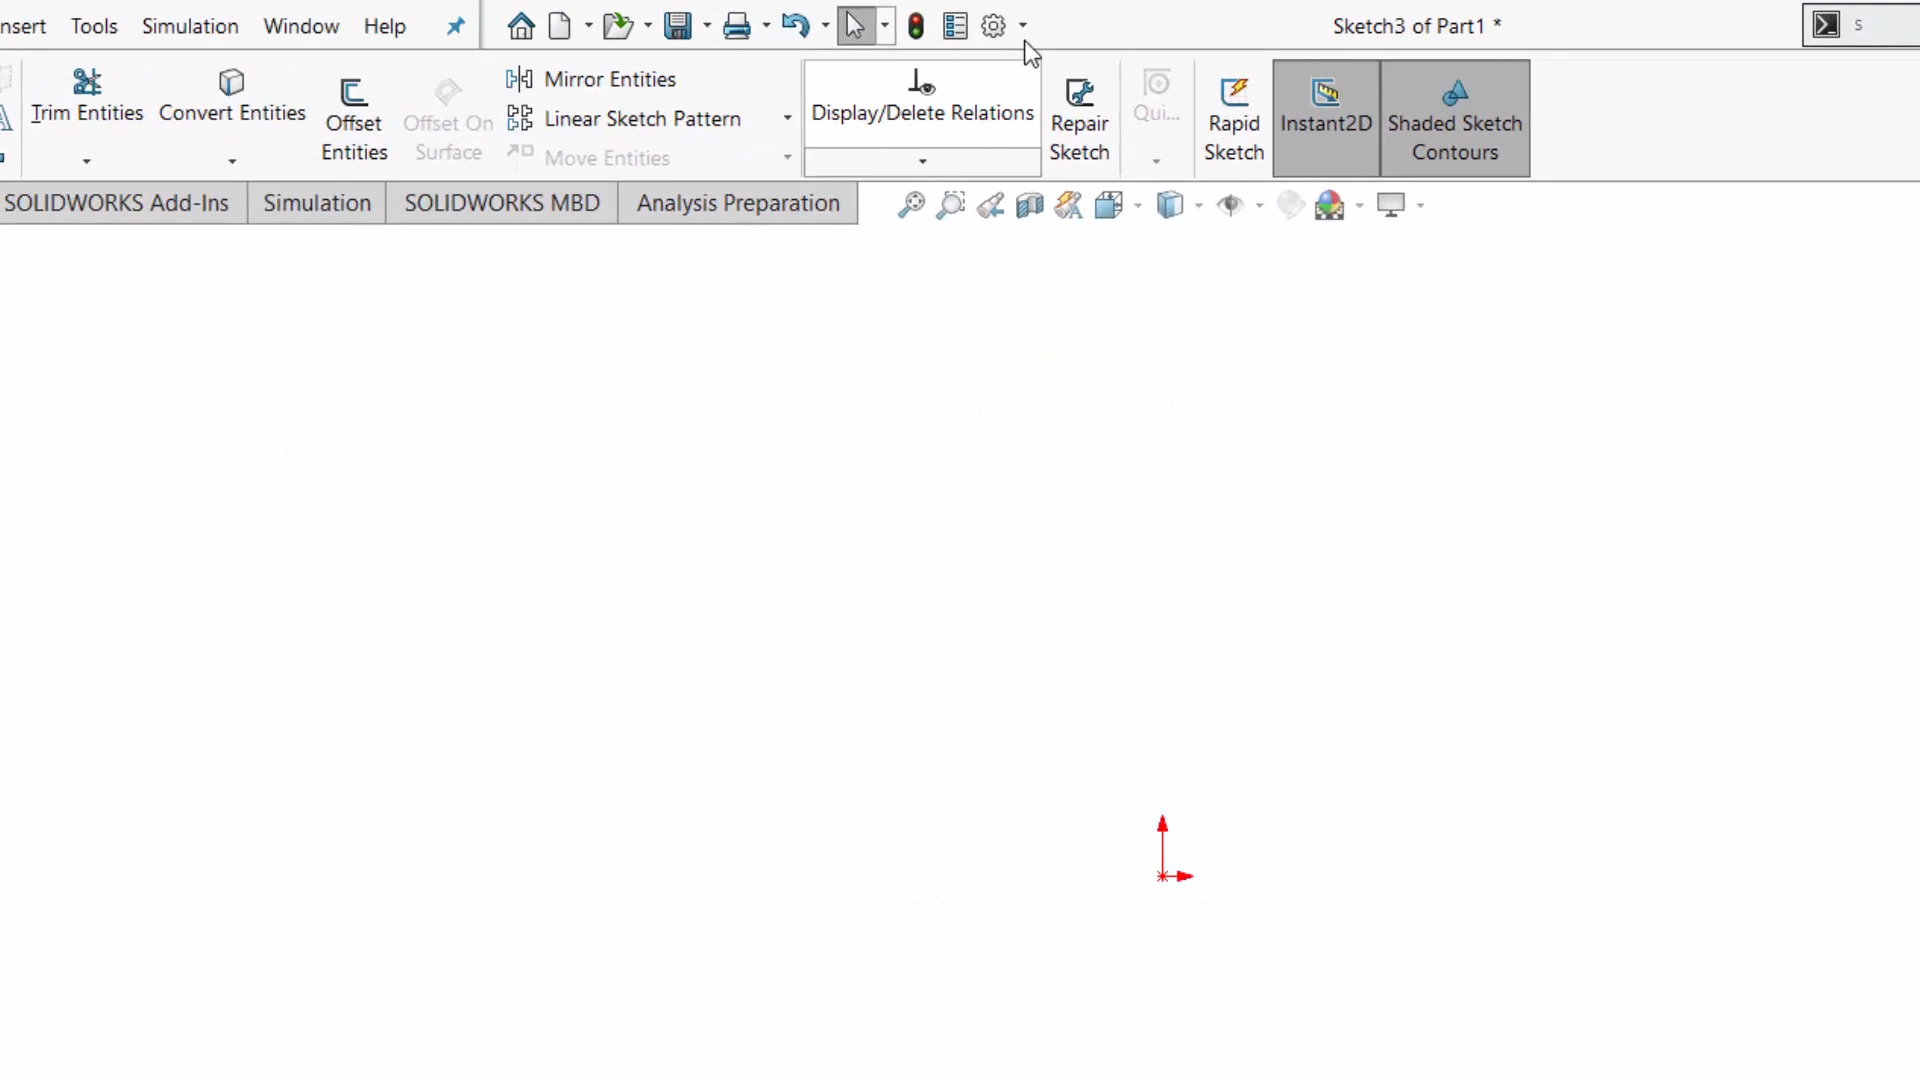 nsert Tools Simulation Window Help
Sketch3 of Part1 *
s
Trim Entities
Convert Entities
Offset
Entities
Offset On
Surface
Mirror Entities
Linear Sketch Pattern
Move Entities
Display/Delete Relations
Repair
Sketch
Qui...
Rapid
Sketch
Instant2D
Shaded Sketch
Contours
SOLIDWORKS Add-Ins Simulation SOLIDWORKS MBD Analysis Preparation